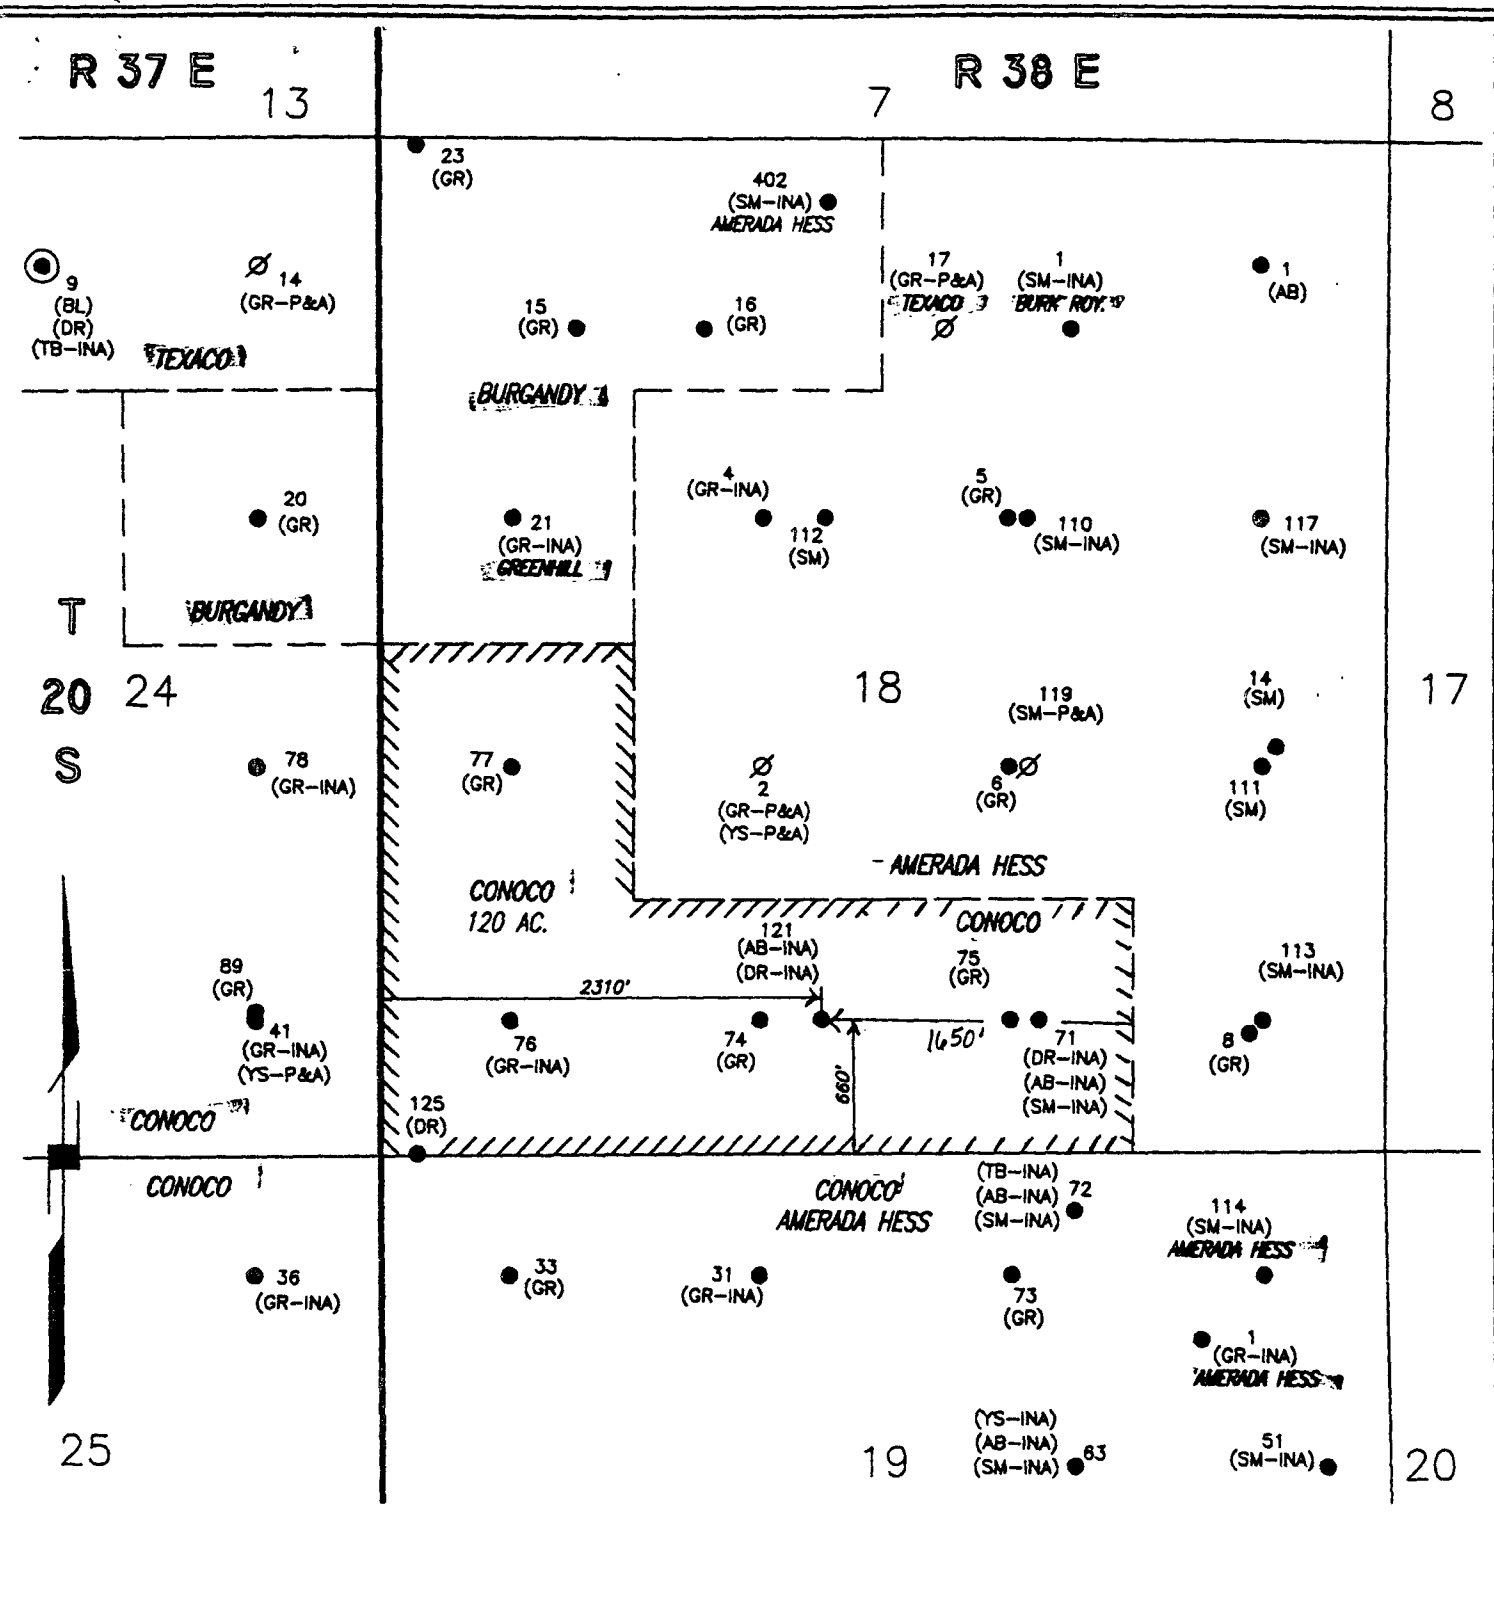 R 37 E
R 38 E
13
7
8
23
(GR)
402
(SM-INA)
AMERADA HESS
9
(BL)
(DR)
(TB-INA)
14
(GR-P&A)
TEXACO
15
(GR)
16
(GR)
17
(GR-P&A)
TEXACO
1
(SM-INA)
BURK ROY.
1
(AB)
BURGANDY
20
(GR)
21
(GR-INA)
GREENHILL
4
(GR-INA)
112
(SM)
5
(GR)
110
(SM-INA)
117
(SM-INA)
BURGANDY
T
20
S
24
18
17
119
(SM-P&A)
14
(SM)
78
(GR-INA)
77
(GR)
2
(GR-P&A)
(YS-P&A)
6
(GR)
111
(SM)
AMERADA HESS
CONOCO
120 AC.
CONOCO
121
(AB-INA)
(DR-INA)
75
(GR)
113
(SM-INA)
89
(GR)
2310'
41
(GR-INA)
(YS-P&A)
76
(GR-INA)
74
(GR)
1650'
660'
71
(DR-INA)
(AB-INA)
(SM-INA)
8
(GR)
CONOCO
125
(DR)
CONOCO
CONOCO
AMERADA HESS
(TB-INA)
(AB-INA) 72
(SM-INA)
114
(SM-INA)
AMERADA HESS
36
(GR-INA)
33
(GR)
31
(GR-INA)
73
(GR)
1
(GR-INA)
AMERADA HESS
25
19
(YS-INA)
(AB-INA)
(SM-INA) 63
51
(SM-INA)
20